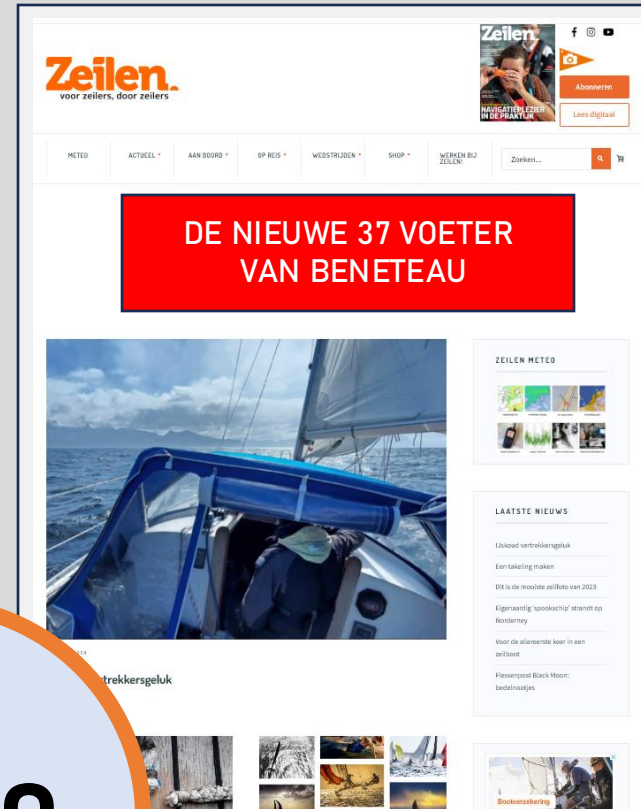 Zeilen.
voor zeilers, door zeilers
Zeilen
NAVIGATIEPLEZIER
IN DE PRAKTIJK
Abonneren
Lees digitaal
METEO
ACTUEEL
AAN BOORD
OP REIS
WEDSTRIJDEN
SHOP
WERKEN BIJ
ZEILEN!
Zoeken...
DE NIEUWE 37 VOETER
VAN BENETEAU
ZEILEN METEO
LAATSTE NIEUWS
IJskoud vertrekkersgeluk
Een takeling maken
Dit is de mooiste zeilfoto van 2023
Eigenaardig 'spookschip' strandt op
Norderney
Voor de allereerste keer in een
zeilboot
Flessenpost Black Moon:
bedelnootjes
trekkersgeluk
Bootverzekering